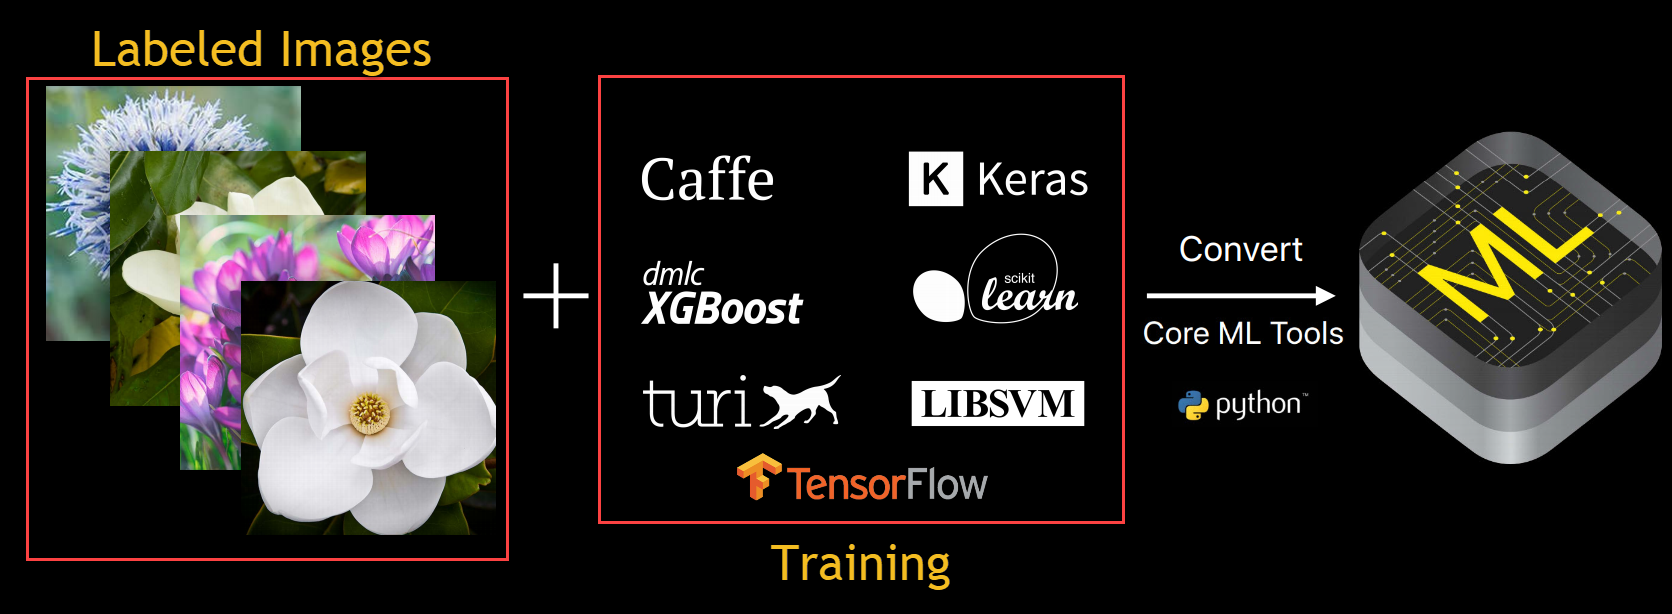 Labeled Images
Caffe
K Keras
dmlc
XGBoost
scikit
learn
turi
LIBSVM
TensorFlow
Training
Convert
Core ML Tools
python™
ML